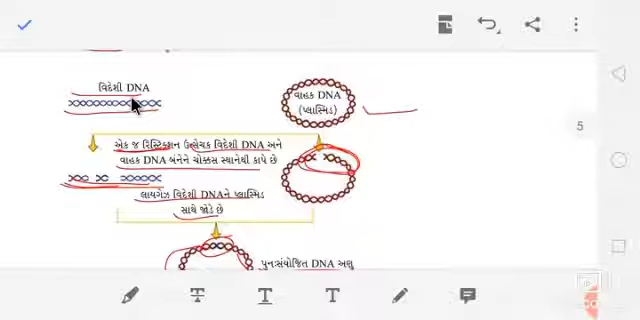 વિદેશી DNA
વાહક DNA
(પ્લાસ્મિડ)
5
એક જ રિસ્ટ્રિક્શન ઉત્સેચક વિદેશી DNA અને
વાહક DNA બંનેને ચોક્કસ સ્થાનેથી કાપે છે
લાયગેઝ વિદેશી DNAને પ્લાસ્મિડ
સાથે જોડે છે
પુનઃસંયોજિત DNA અણુ